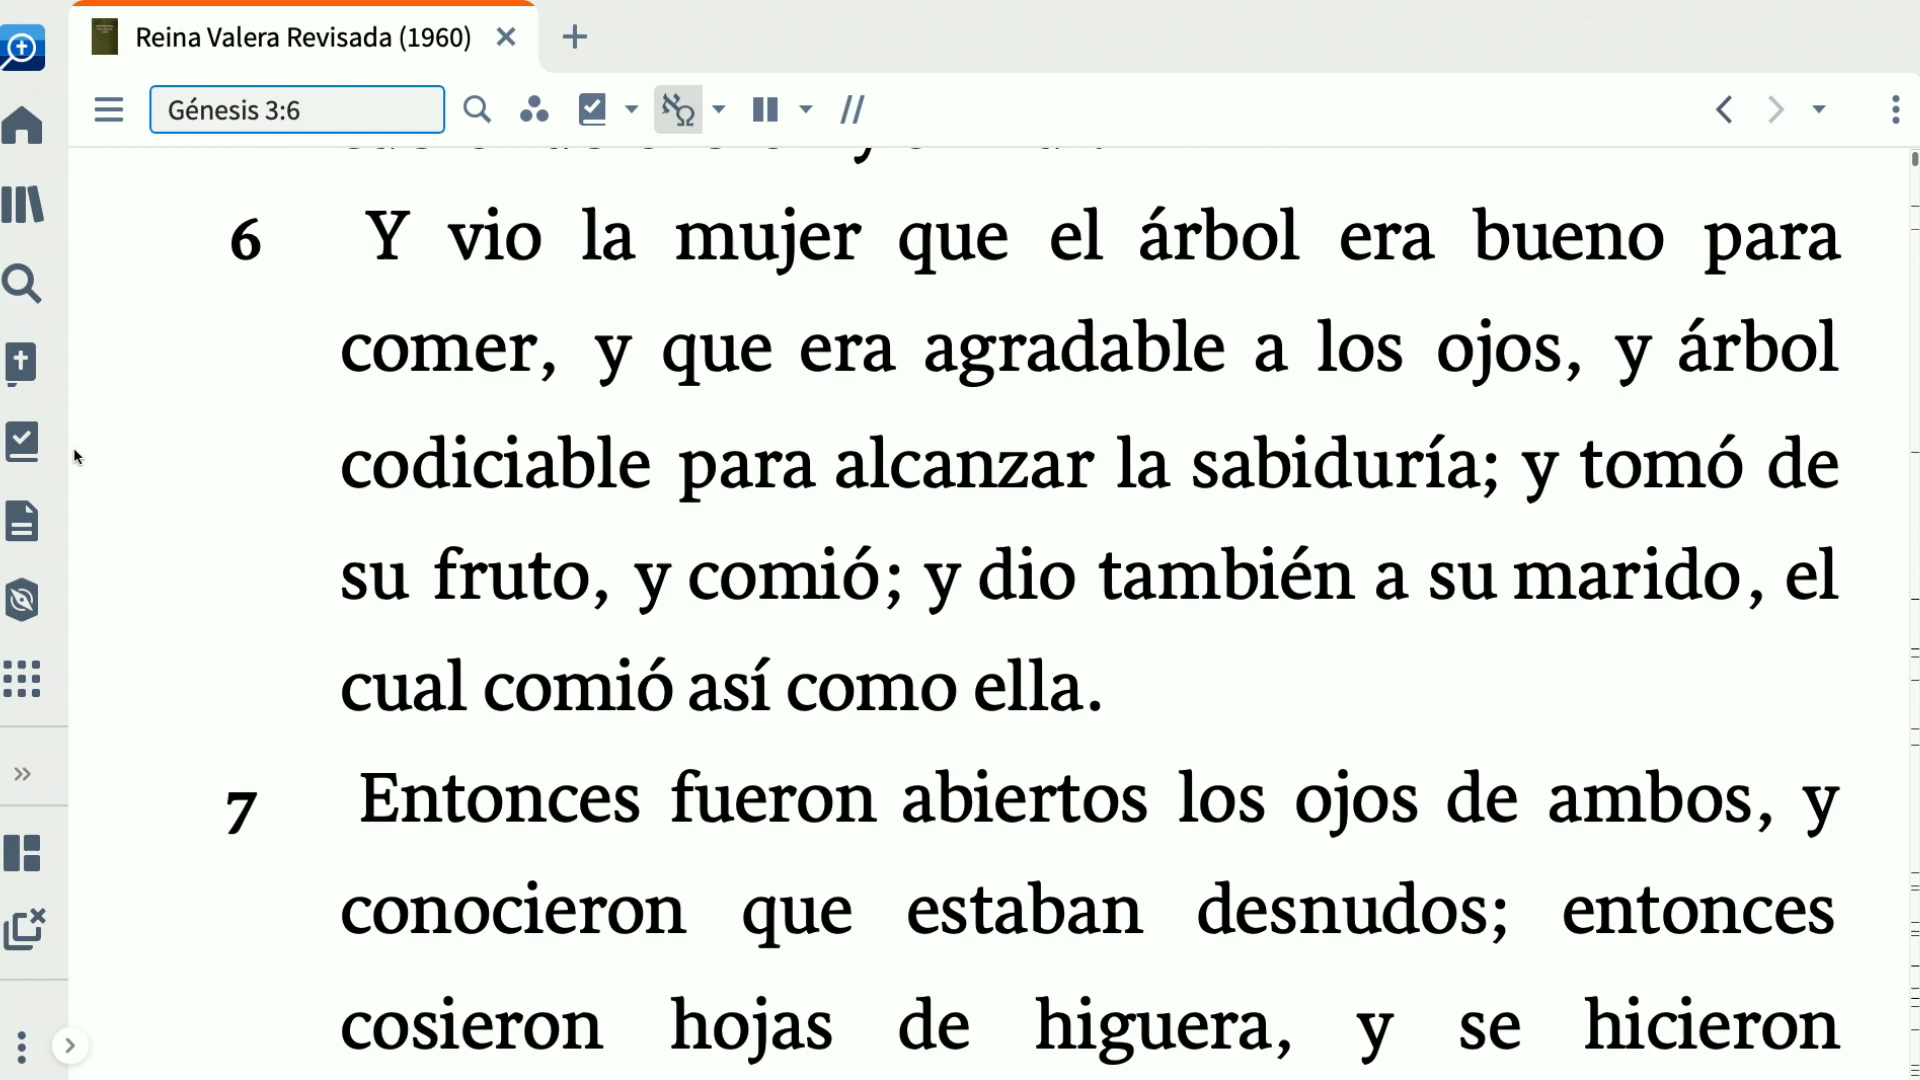 Reina Valera Revisada (1960)
Génesis 3:6
6 Y vio la mujer que el árbol era bueno para
comer, y que era agradable a los ojos, y árbol
codiciable para alcanzar la sabiduría; y tomó de
su fruto, y comió; y dio también a su marido, el
cual comió así como ella.
7 Entonces fueron abiertos los ojos de ambos, y
conocieron que estaban desnudos; entonces
cosieron hojas de higuera, y se hicieron